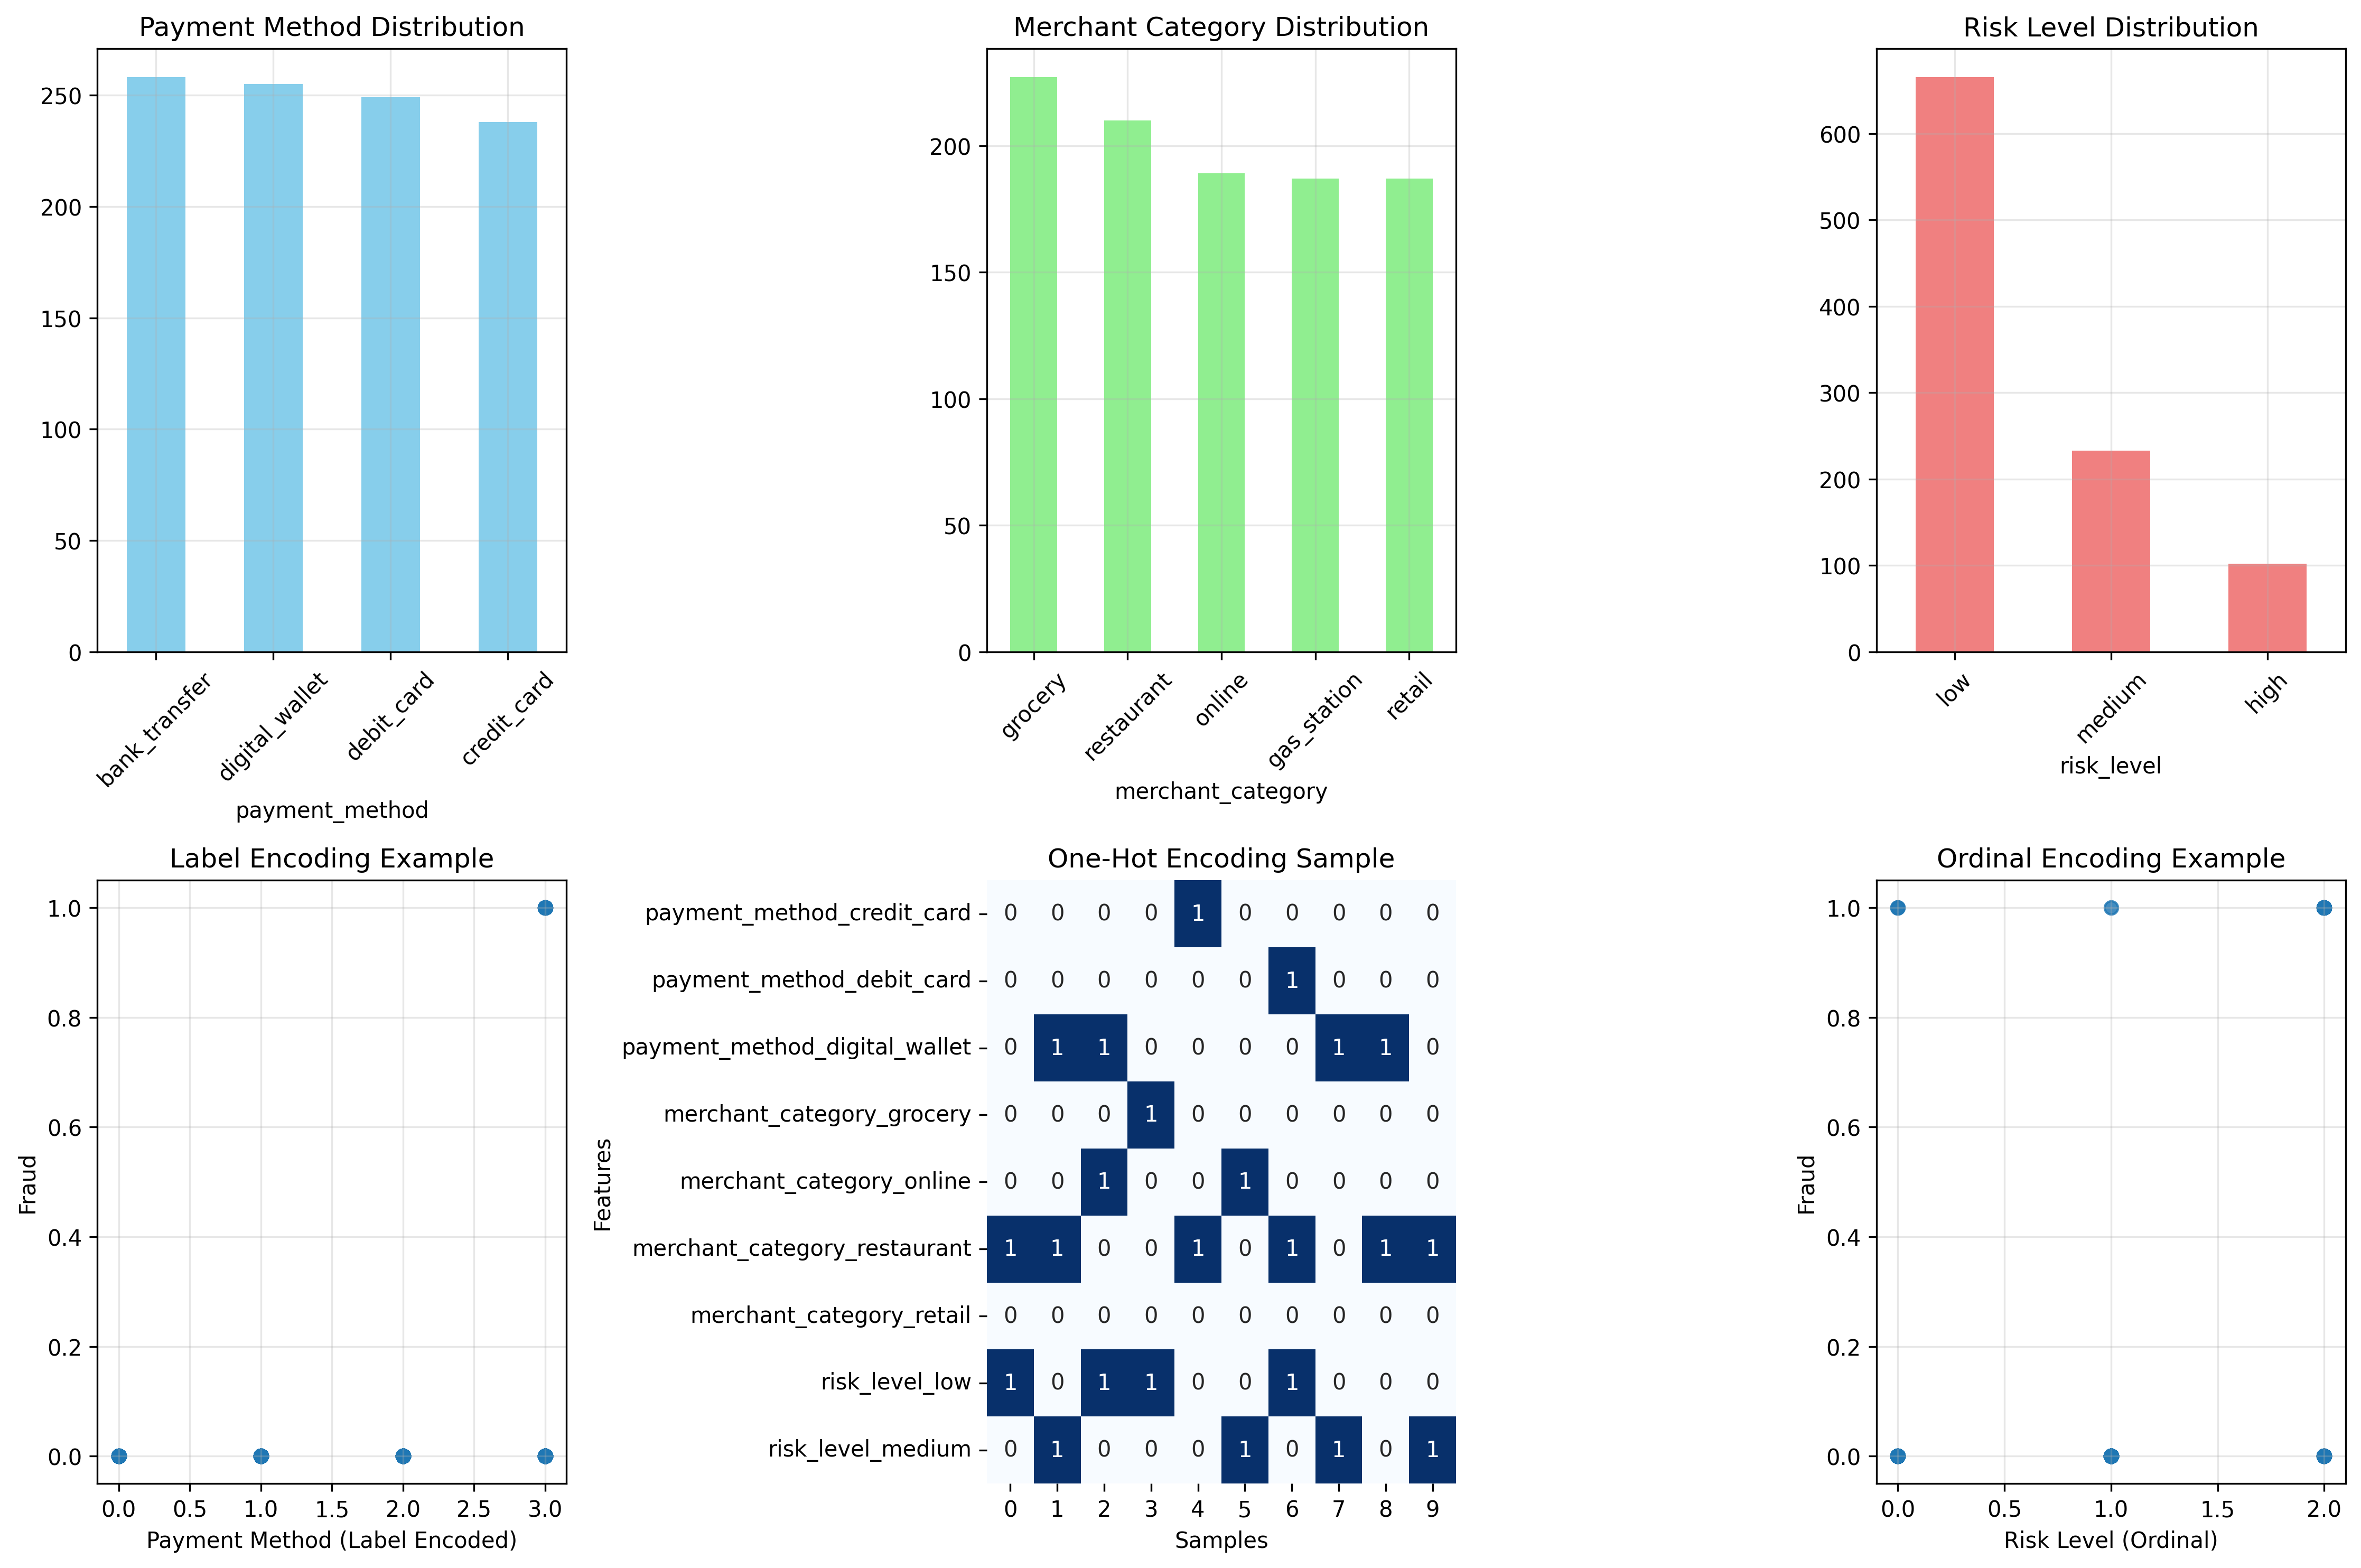 Payment Method Distribution
250
200
150
100
50
0
bank_transfer
digital_wallet
debit_card
credit_card
payment_method
Merchant Category Distribution
200
150
100
50
0
grocery
restaurant
online
gas_station
retail
merchant_category
Risk Level Distribution
600
500
400
300
200
100
0
low
medium
high
risk_level
Label Encoding Example
Fraud
1.0
0.8
0.6
0.4
0.2
0.0
0.0 0.5 1.0 1.5 2.0 2.5 3.0
Payment Method (Label Encoded)
One-Hot Encoding Sample
Features
payment_method_credit_card 0 0 0 0 1 0 0 0 0 0
payment_method_debit_card 0 0 0 0 0 0 1 0 0 0
payment_method_digital_wallet 0 1 1 0 0 0 0 1 1 0
merchant_category_grocery 0 0 0 1 0 0 0 0 0 0
merchant_category_online 0 0 1 0 0 1 0 0 0 0
merchant_category_restaurant 1 1 0 0 1 0 1 0 1 1
merchant_category_retail 0 0 0 0 0 0 0 0 0 0
risk_level_low 1 0 1 1 0 0 1 0 0 0
risk_level_medium 0 1 0 0 0 1 0 1 0 1
0 1 2 3 4 5 6 7 8 9
Samples
Ordinal Encoding Example
Fraud
1.0
0.8
0.6
0.4
0.2
0.0
0.0 0.5 1.0 1.5 2.0
Risk Level (Ordinal)